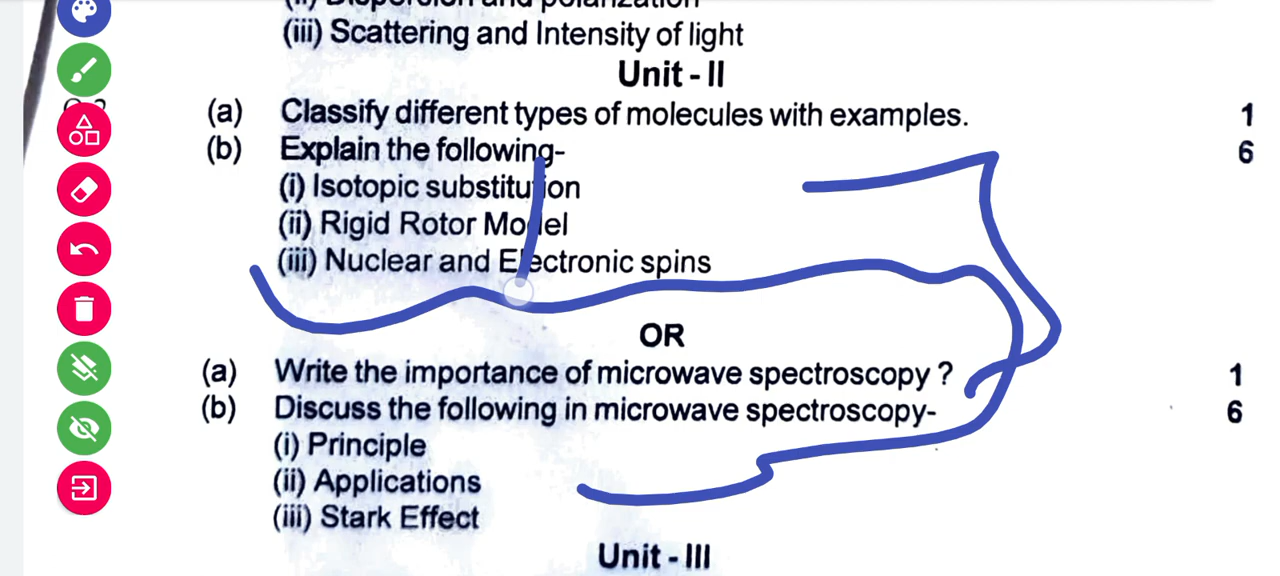 (iii) Scattering and Intensity of light
Unit - II
(a) Classify different types of molecules with examples. 1
(b) Explain the following- 6
(i) Isotopic substitution
(ii) Rigid Rotor Model
(iii) Nuclear and Electronic spins
OR
(a) Write the importance of microwave spectroscopy ? 1
(b) Discuss the following in microwave spectroscopy- 6
(i) Principle
(ii) Applications
(iii) Stark Effect
Unit - III